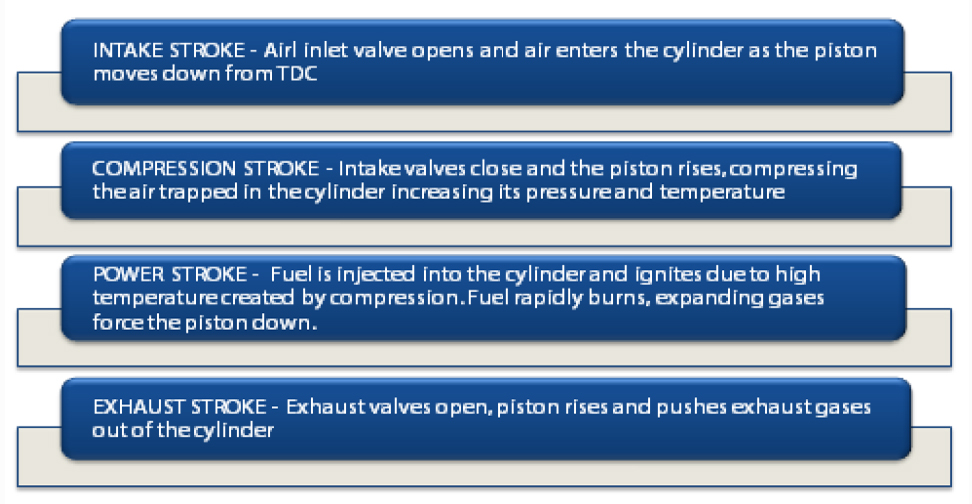 INTAKE STROKE - Airl inlet valve opens and air enters the cylinder as the piston
moves down from TDC
COMPRESSION STROKE - Intake valves close and the piston rises, compressing
the air trapped in the cylinder increasing its pressure and temperature
POWER STROKE - Fuel is injected into the cylinder and ignites due to high
temperature created by compression. Fuel rapidly burns, expanding gases
force the piston down.
EXHAUST STROKE - Exhaust valves open, piston rises and pushes exhaust gases
out of the cylinder